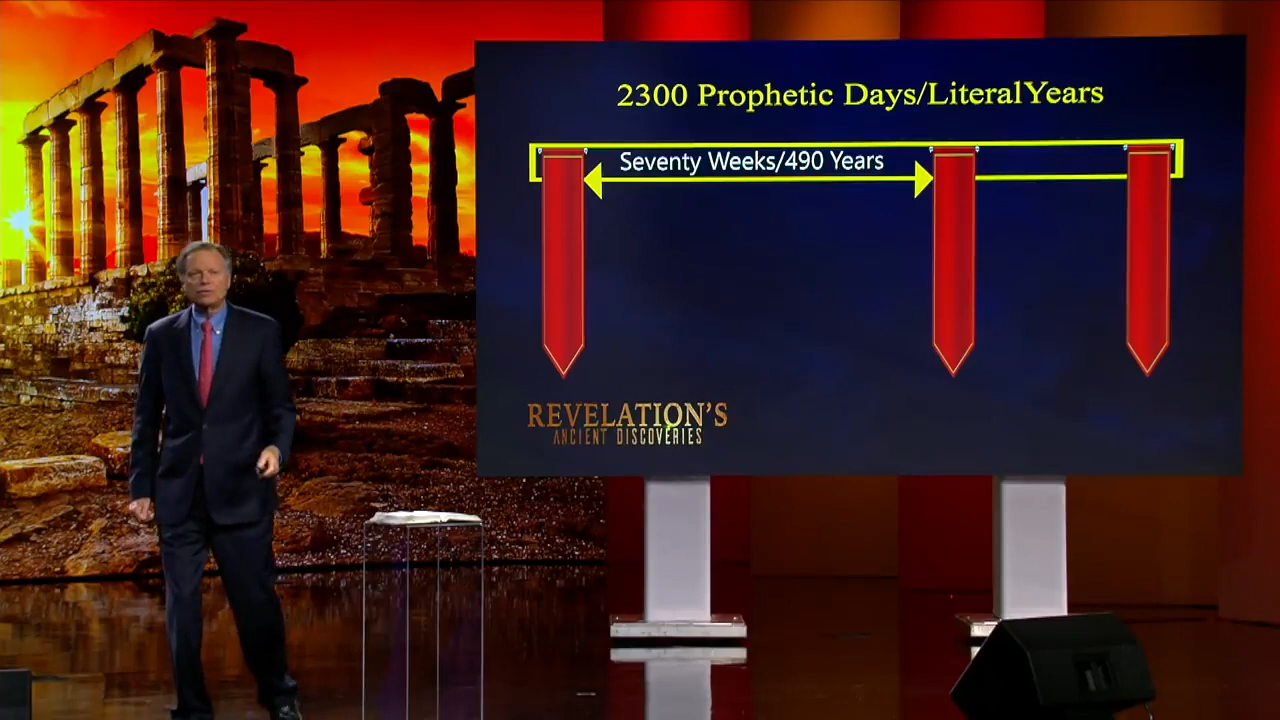 2300 Prophetic Days/LiteralYears
Seventy Weeks/490 Years
REVELATION'S
ANCIENT DISCOVERIES